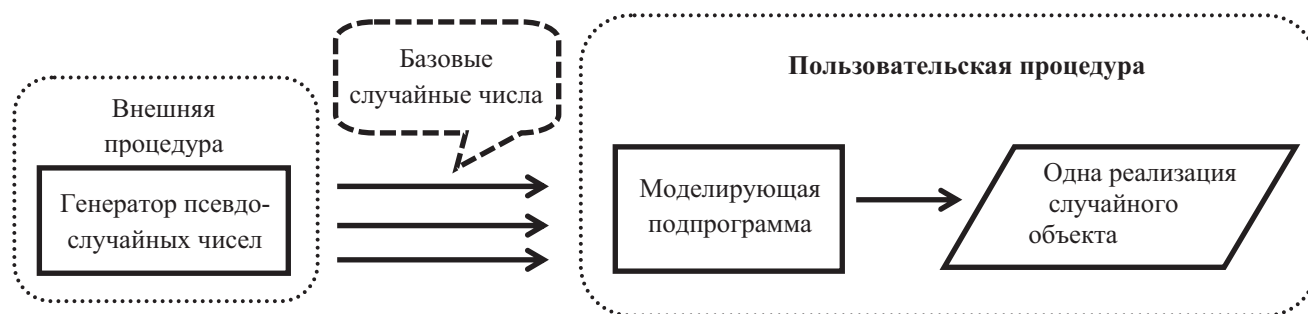 Внешняя
процедура
Генератор псевдо-
случайных чисел
Базовые
случайные числа
Пользовательская процедура
Моделирующая
подпрограмма
Одна реализация
случайного
объекта